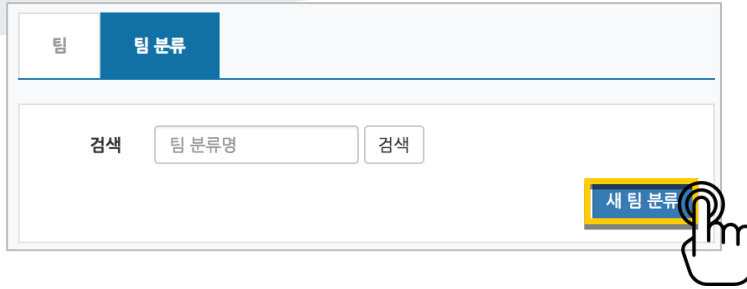 팀 팀 분류
검색 팀 분류명 검색
새 팀 분류